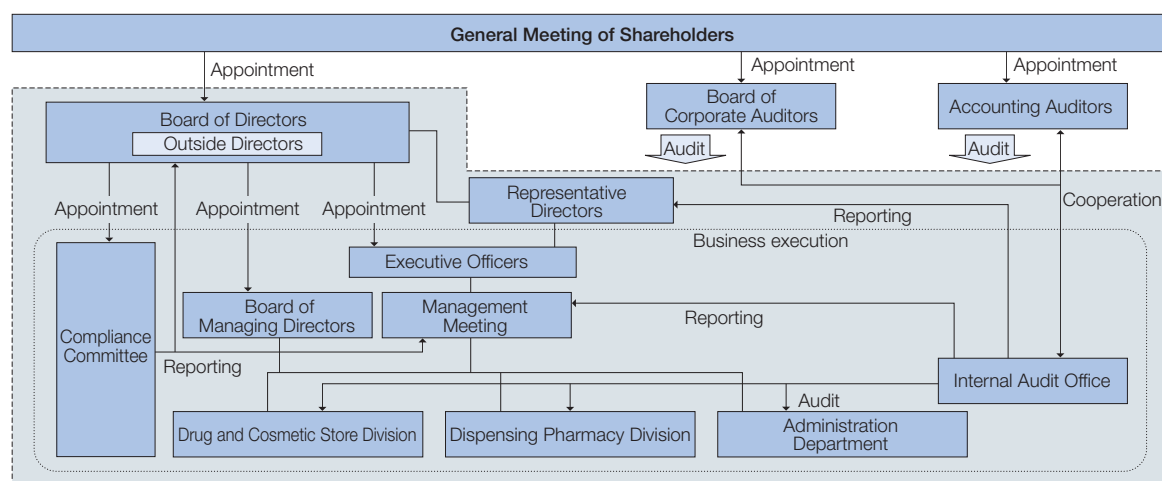 General Meeting of Shareholders
Appointment
Appointment
Appointment
Board of Directors
Outside Directors
Board of
Corporate Auditors
Accounting Auditors
Audit
Audit
Representative
Directors
Cooperation
Appointment
Appointment
Appointment
Reporting
Business execution
Executive Officers
Compliance
Committee
Board of
Managing Directors
Management
Meeting
Reporting
Reporting
Internal Audit Office
Audit
Drug and Cosmetic Store Division
Dispensing Pharmacy Division
Administration
Department